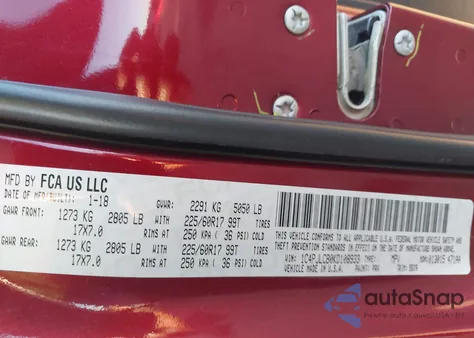 MFD BY FCA US LLC
DATE OF MFR 1-18
GVWR: 2291 KG 5050 LB
GAWR FRONT: 1273 KG 2805 LB WITH 225/60R17 99T TIRES
17X7.0 RIMS AT 250 KPA ( 36 PSI) COLD
GAWR REAR: 1273 KG 2805 LB WITH 225/60R17 99T TIRES
17X7.0 RIMS AT 250 KPA ( 36 PSI) COLD
THIS VEHICLE CONFORMS TO ALL APPLICABLE U.S.A. FEDERAL MOTOR VEHICLE SAFETY AND
THEFT PREVENTION STANDARDS IN EFFECT ON THE DATE OF MANUFACTURE SHOWN ABOVE.
VIN: TYPE: MPV
autoSnap